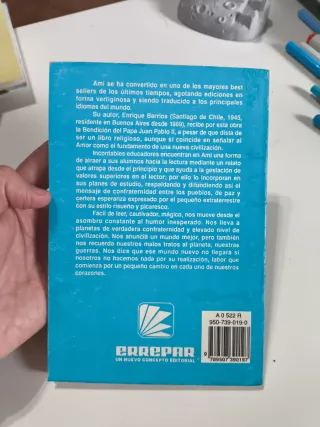 Ami se ha convertido en uno de los mayores best
sellers de los últimos tiempos, agotando ediciones en
forma vertiginosa y siendo traducido a los principales
idiomas del mundo.
Su autor, Enrique Barrios (Santiago de Chile, 1945,
residente en Buenos Aires desde 1989), recibe por esta obra
la Bendición del Papa Juan Pablo II, a pesar de que dista de
ser un libro religioso, aunque sí coincide en señalar al
Amor como el fundamento de una nueva civilización.
Incontables educadores encuentran en Ami una forma
de atraer a sus alumnos hacia la lectura mediante un relato
que atrapa desde el principio y que ayuda a la gestación de
valores superiores en el lector; por ello lo incorporan en
sus planes de estudio, respaldando y difundiendo así el
mensaje de confraternidad entre los pueblos, de paz y
certera esperanza expresado por el pequeño extraterrestre
con su estilo risueño y picaresco.
Fácil de leer, cautivador, mágico, nos mueve desde el
asombro constante al humor inesperado. Nos lleva a
planetas de verdadera confraternidad y elevado nivel de
civilización. Nos anuncia un mundo mejor, pero también
nos recuerda nuestros malos tratos al planeta, nuestras
guerras. Nos dice que ese mundo nuevo no llegará si
nosotros no hacemos nada por su realización, labor que
comienza por un pequeño cambio en cada uno de nuestros
corazones.
ERREPAR
UN NUEVO CONCEPTO EDITORIAL
A 0 522 R
950-739-019-0
9 789507 390197